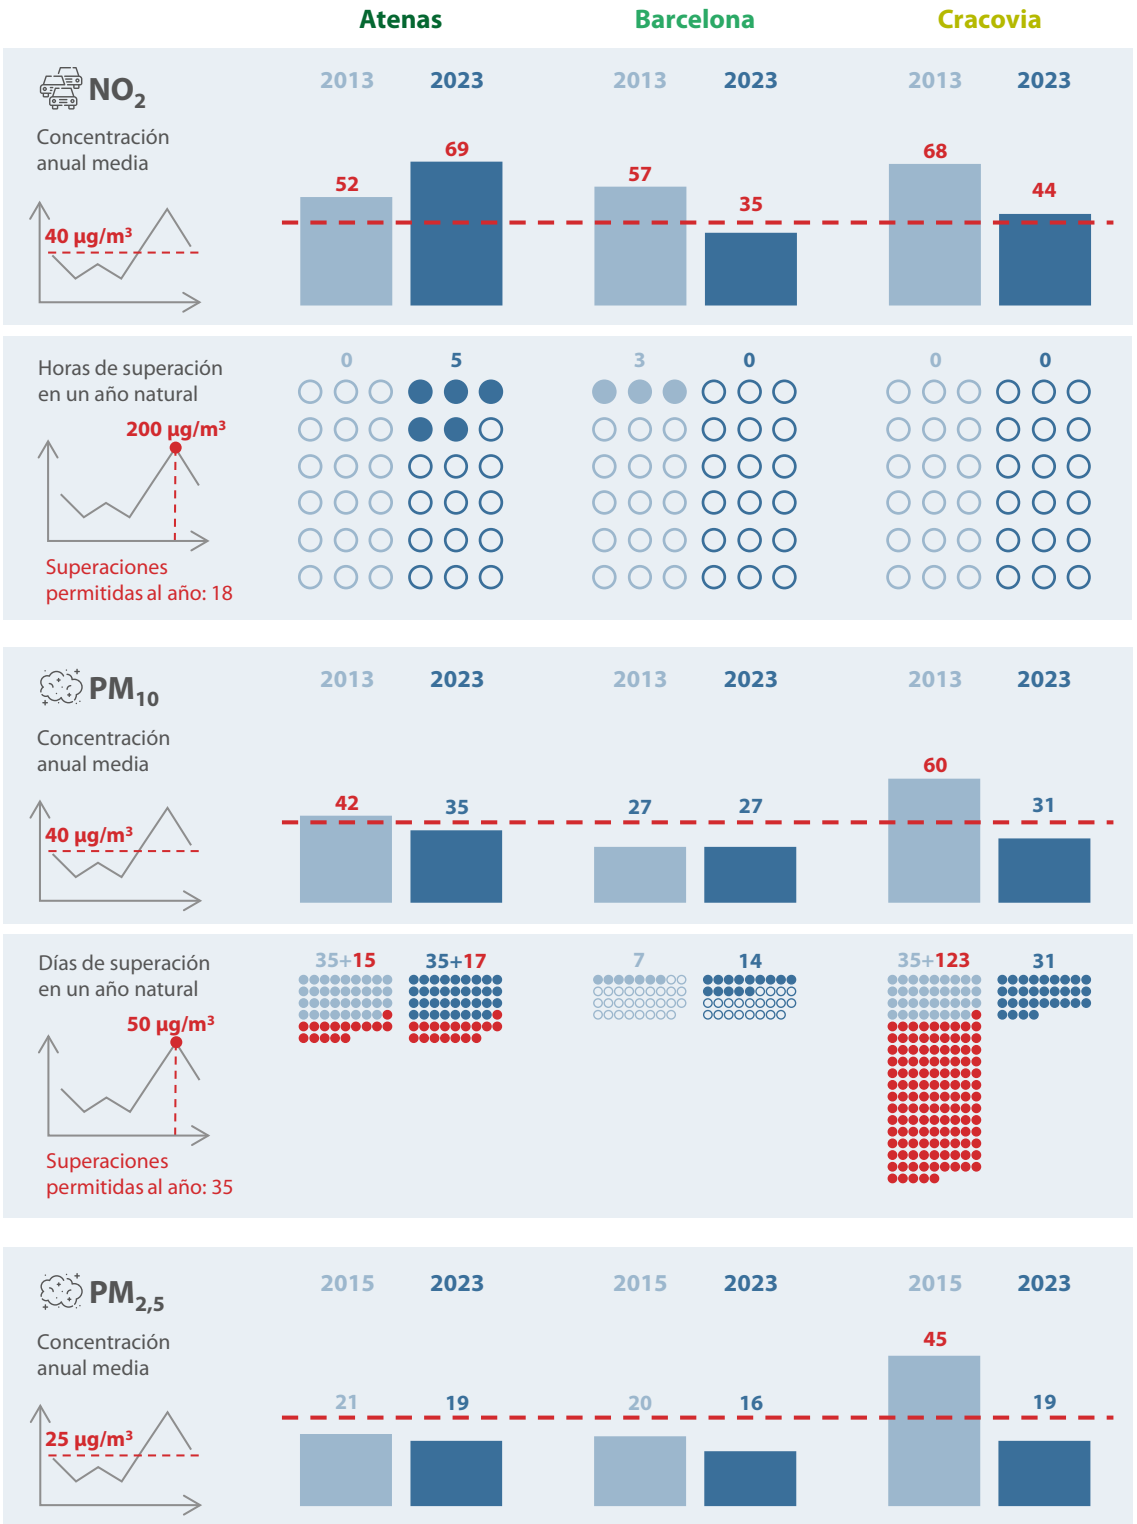 Atenas Barcelona Cracovia
NO2 2013 2023 2013 2023 2013 2023
Concentración
anual media
52 69 57 35 68 44
40 µg/m³
Horas de superación
en un año natural
0 5 3 0 0 0
200 µg/m³
Superaciones
permitidas al año: 18
PM10 2013 2023 2013 2023 2013 2023
Concentración
anual media
42 35 27 27 60 31
40 µg/m³
Días de superación
en un año natural
35+15 35+17 7 14 35+123 31
50 µg/m³
Superaciones
permitidas al año: 35
PM2,5 2015 2023 2015 2023 2015 2023
Concentración
anual media
21 19 20 16 45 19
25 µg/m³